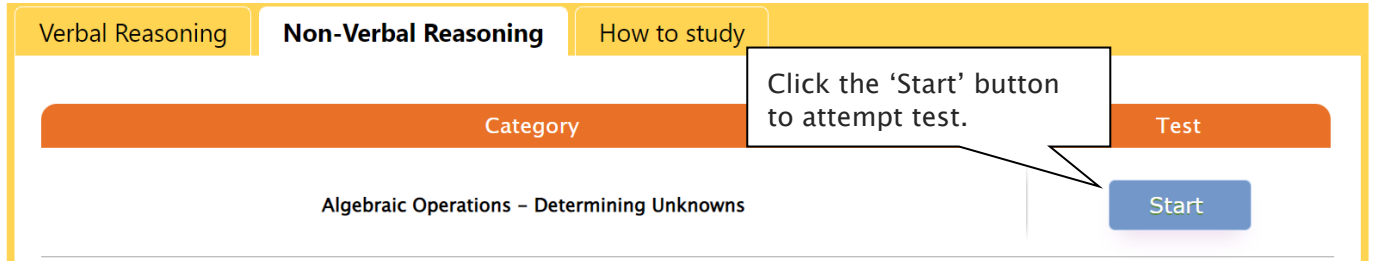 Verbal Reasoning Non-Verbal Reasoning How to study
Click the ‘Start’ button
to attempt test.
Category Test
Algebraic Operations – Determining Unknowns Start